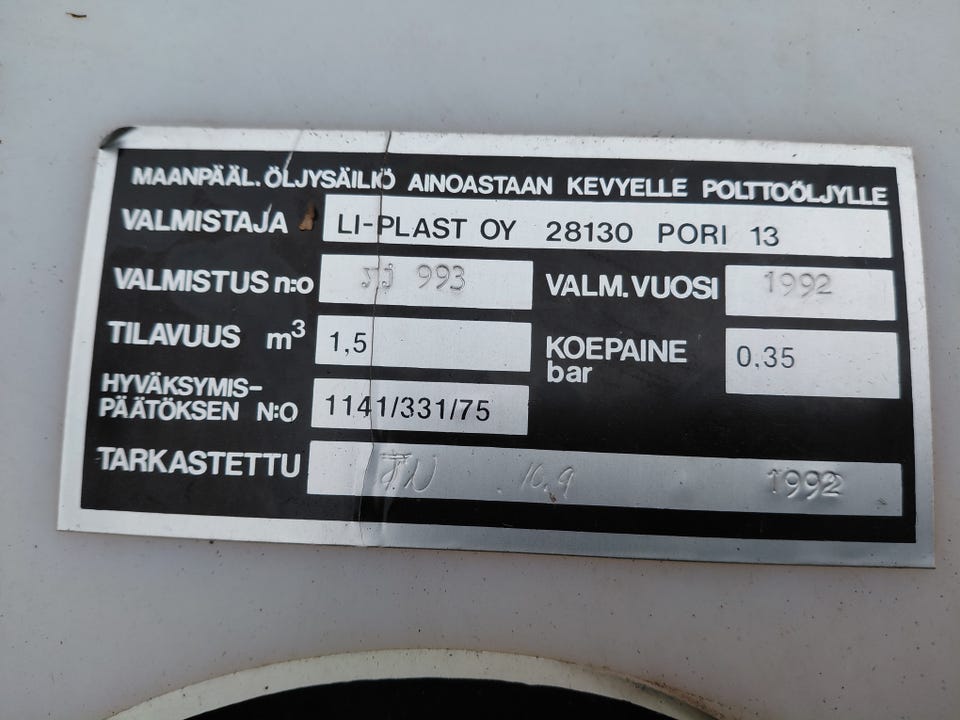 MAANPÄÄL. ÖLJYSÄILIÖ AINOASTAAN KEVYELLE POLTTOÖLJYLLE
VALMISTAJA LI-PLAST OY 28130 PORI 13
VALMISTUS n:o 993 VALM. VUOSI 1992
TILAVUUS m³ 1,5 KOEPAINE bar 0,35
HYVÄKSYMIS-
PÄÄTÖKSEN N:O 1141/331/75
TARKASTETTU 16.9 1992